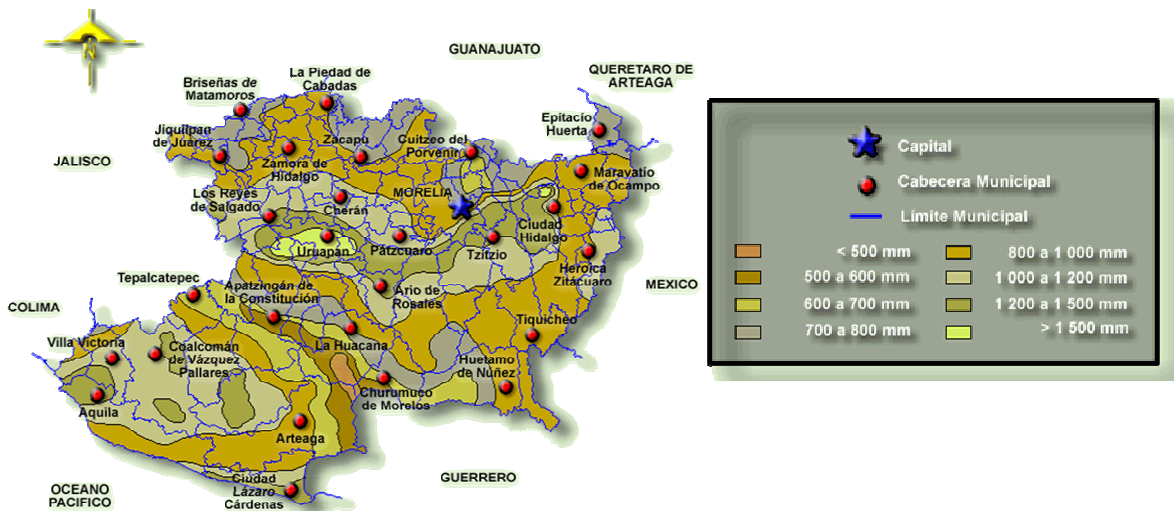 N
GUANAJUATO
QUERETARO DE
ARTEAGA
La Piedad de
Cabadas
Briseñas de
Matamoros
Epitacio
Huerta
Jiquilpan
de Juárez
Zacapu
Cuitzeo del
Porvenir
JALISCO
Zamora de
Hidalgo
Maravatio
de Ocampo
Los Reyes
de Salgado
MORELIA
Cherán
Ciudad
Hidalgo
Uruapan
Pátzcuaro
Tzitzio
Heroica
Zitácuaro
Tepalcatepec
Apatzingán de
la Constitución
Ario de
Rosales
MEXICO
COLIMA
Tiquicheo
Villa Victoria
Coalcomán
de Vázquez
Pallares
La Huacana
Huetamo
de Núñez
Churumuco
de Morelos
Aquila
Arteaga
GUERRERO
Ciudad
Lázaro
Cárdenas
OCEANO
PACIFICO
Capital
Cabecera Municipal
Límite Municipal
< 500 mm
500 a 600 mm
600 a 700 mm
700 a 800 mm
800 a 1 000 mm
1 000 a 1 200 mm
1 200 a 1 500 mm
> 1 500 mm